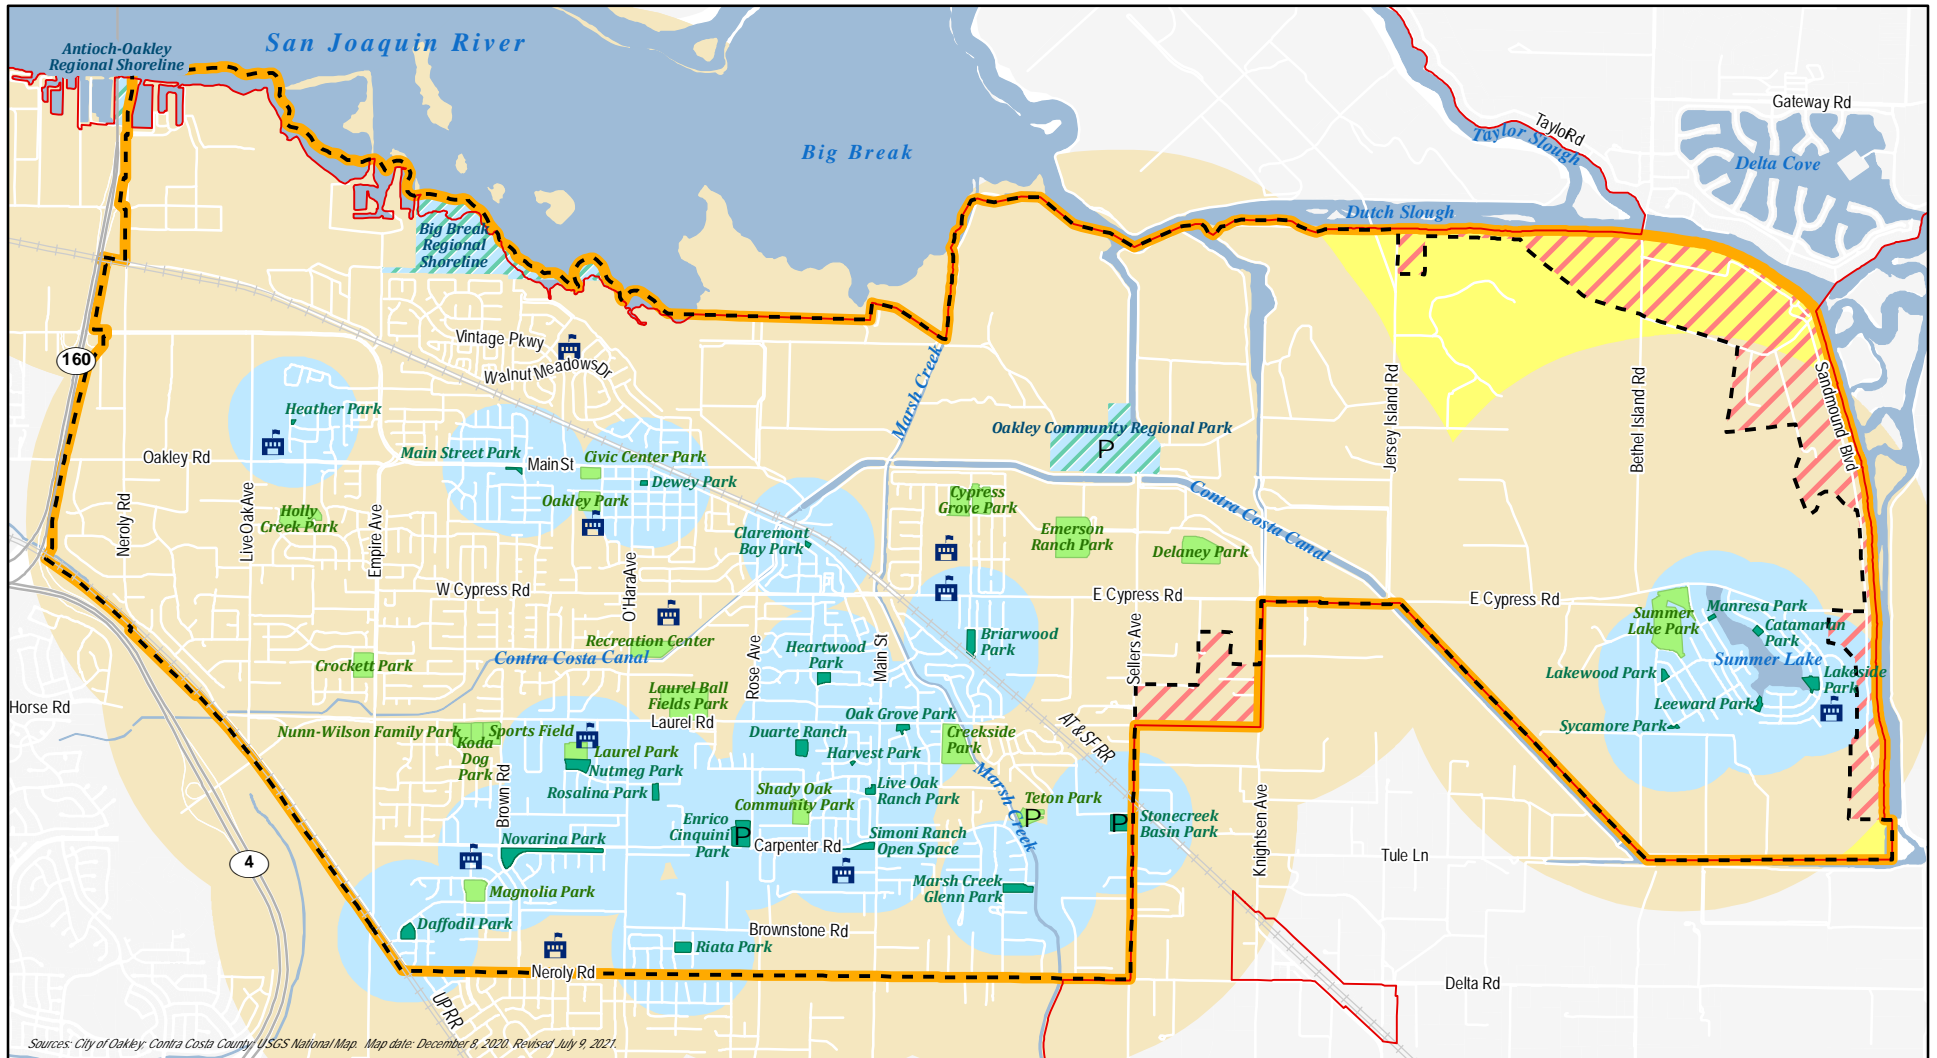 San Joaquin River
Antioch-Oakley
Regional Shoreline
Gateway Rd
Taylor Rd
Taylor Slough
Delta Cove
Big Break
Dutch Slough
Big Break
Regional
Shoreline
160
Vintage Pkwy
Walnut Meadows Dr
Marsh Creek
Jersey Island Rd
Bethel Island Rd
Sandmound Blvd
Heather Park
Oakley Community Regional Park
P
Oakley Rd
Main Street Park
Main St
Civic Center Park
Dewey Park
Oakley Park
Neroly Rd
Live Oak Ave
Holly
Creek Park
Empire Ave
Claremont
Bay Park
Cypress
Grove Park
Emerson
Ranch Park
Delaney Park
Contra Costa Canal
O'Hara Ave
W Cypress Rd
E Cypress Rd
E Cypress Rd
Summer
Lake Park
Manresa Park
Catamaran
Park
Summer Lake
Lakewood Park
Lakeside
Park
Leeward Park
Sycamore Park
Recreation Center
Contra Costa Canal
Crockett Park
Rose Ave
Heartwood
Park
Main St
Briarwood
Park
Sellers Ave
Horse Rd
Laurel Ball
Fields Park
Laurel Rd
Nunn-Wilson Family Park
Koda
Dog
Park
Sports Field
Laurel Park
Nutmeg Park
Rosalina Park
Brown Rd
Duarte Ranch
Oak Grove Park
Harvest Park
Creekside
Park
AT & SF RR
Marsh Creek
Live Oak
Ranch Park
Shady Oak
Community Park
Teton Park
P
Enrico
Cinquini
Park
P
Carpenter Rd
Simoni Ranch
Open Space
P
Stonecreek
Basin Park
Knightsen Ave
Tule Ln
4
Novarina Park
Magnolia Park
Marsh Creek
Glenn Park
Daffodil Park
Riata Park
Brownstone Rd
Neroly Rd
Delta Rd
UP RR
Sources: City of Oakley; Contra Costa County; USGS National Map. Map date: December 8, 2020. Revised July 9, 2021.